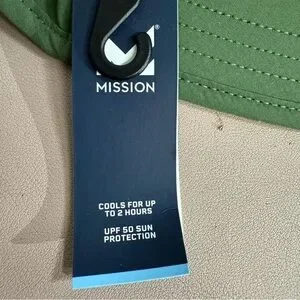 MISSION
COOLS FOR UP
TO 2 HOURS
UPF 50 SUN
PROTECTION